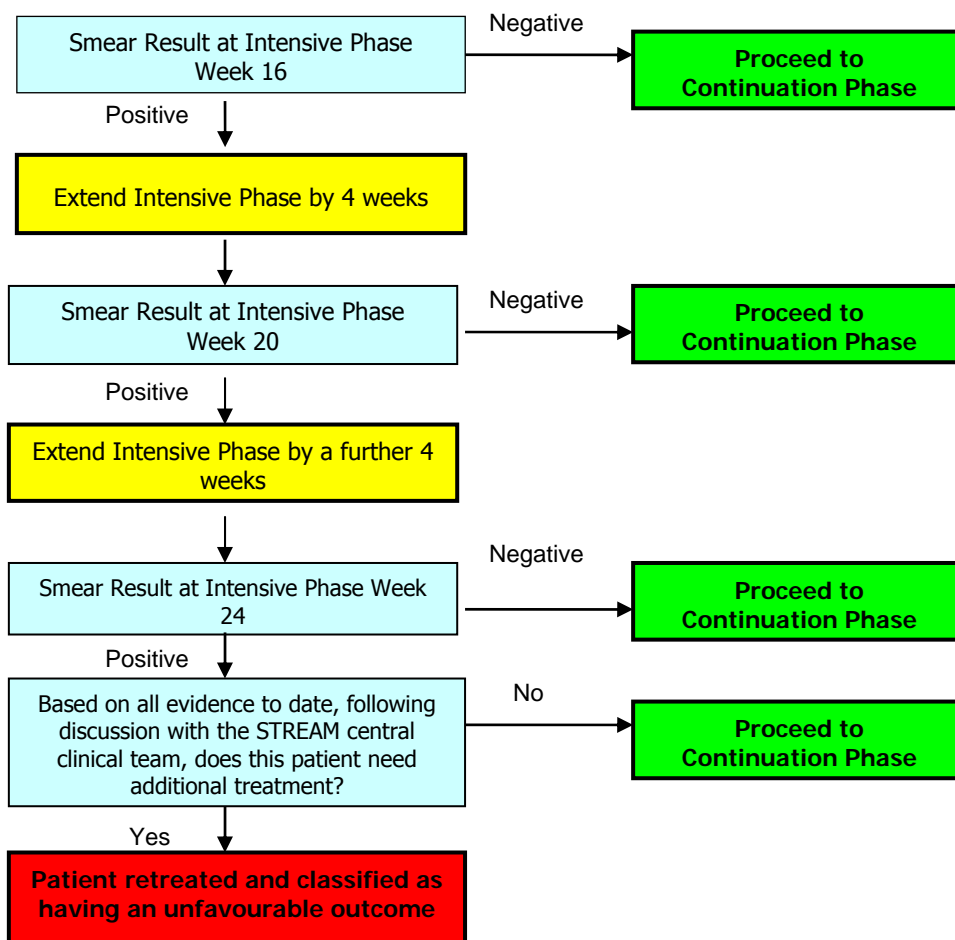 Smear Result at Intensive Phase
Week 16
Negative
Proceed to
Continuation Phase
Positive
Extend Intensive Phase by 4 weeks
Smear Result at Intensive Phase
Week 20
Negative
Proceed to
Continuation Phase
Positive
Extend Intensive Phase by a further 4
weeks
Smear Result at Intensive Phase Week
24
Negative
Proceed to
Continuation Phase
Positive
Based on all evidence to date, following
discussion with the STREAM central
clinical team, does this patient need
additional treatment?
No
Proceed to
Continuation Phase
Yes
Patient retreated and classified as
having an unfavourable outcome